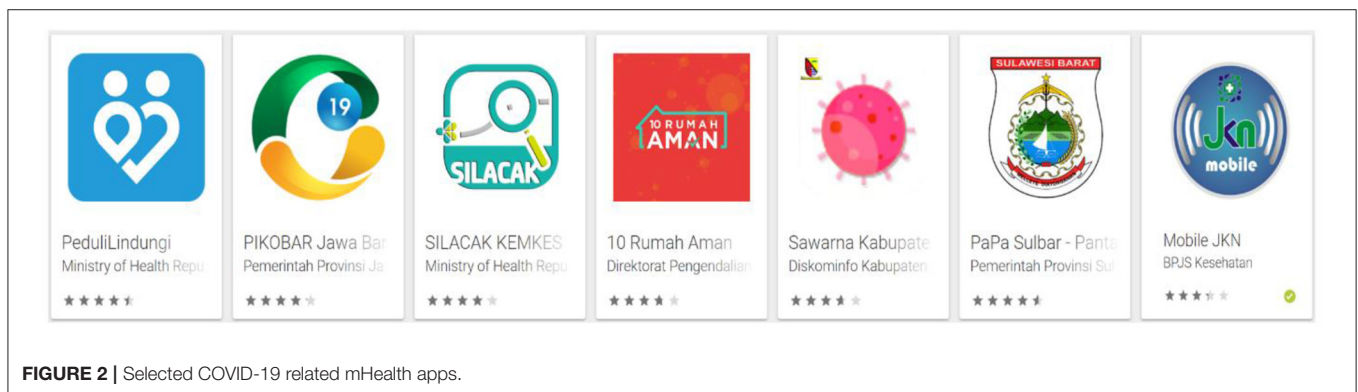 19
SILACAK
10 RUMAH
AMAN
SULAWESI BARAT
Jkn
mobile
PeduliLindungi
Ministry of Health Repu
PIKOBAR Jawa Bar
Pemerintah Provinsi Ja
SILACAK KEMKES
Ministry of Health Repu
10 Rumah Aman
Direktorat Pengendalian
Sawarna Kabupate
Diskominfo Kabupaten
PaPa Sulbar - Panta
Pemerintah Provinsi Sul
Mobile JKN
BPJS Kesehatan
FIGURE 2 | Selected COVID-19 related mHealth apps.